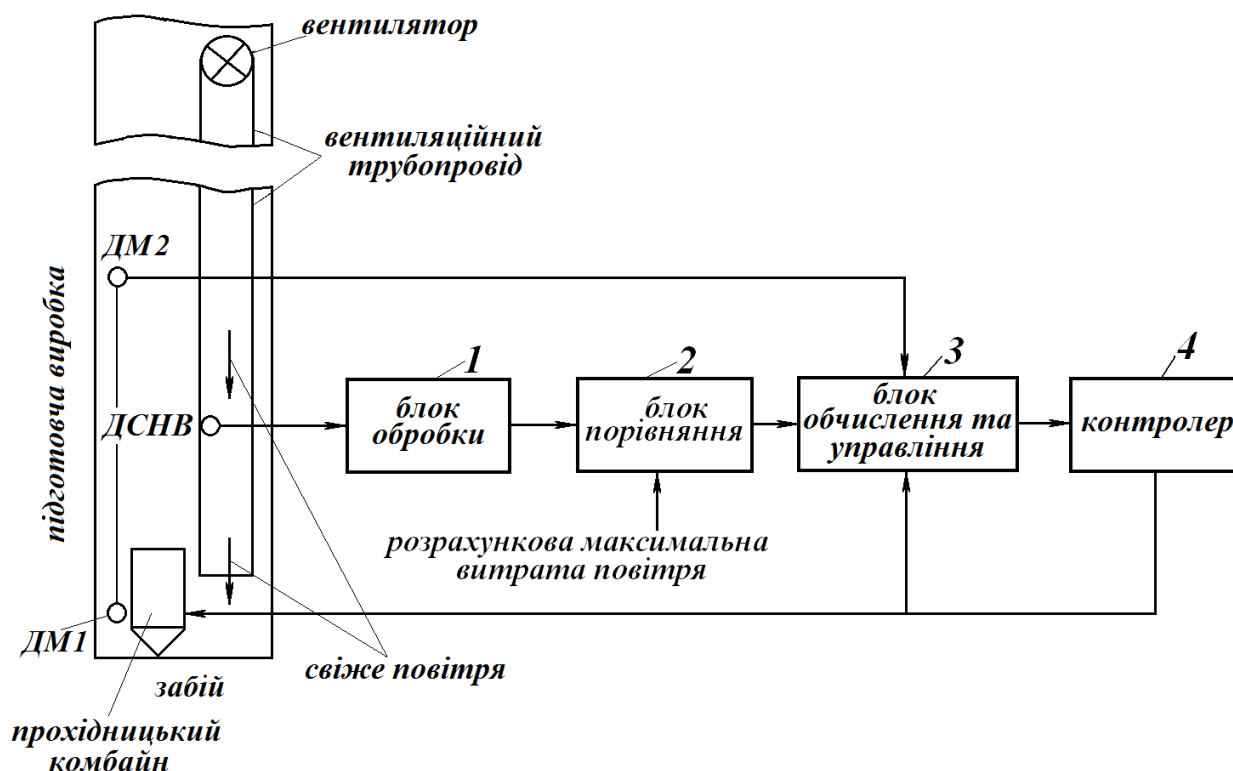 вентилятор
вентиляційний
трубопровід
ДМ2
підготовча виробка
ДСНВ
1
блок
обробки
2
блок
порівняння
3
блок
обчислення та
управління
4
контролер
розрахункова максимальна
витрата повітря
ДМ1
забій
свіже повітря
прохідницький
комбайн